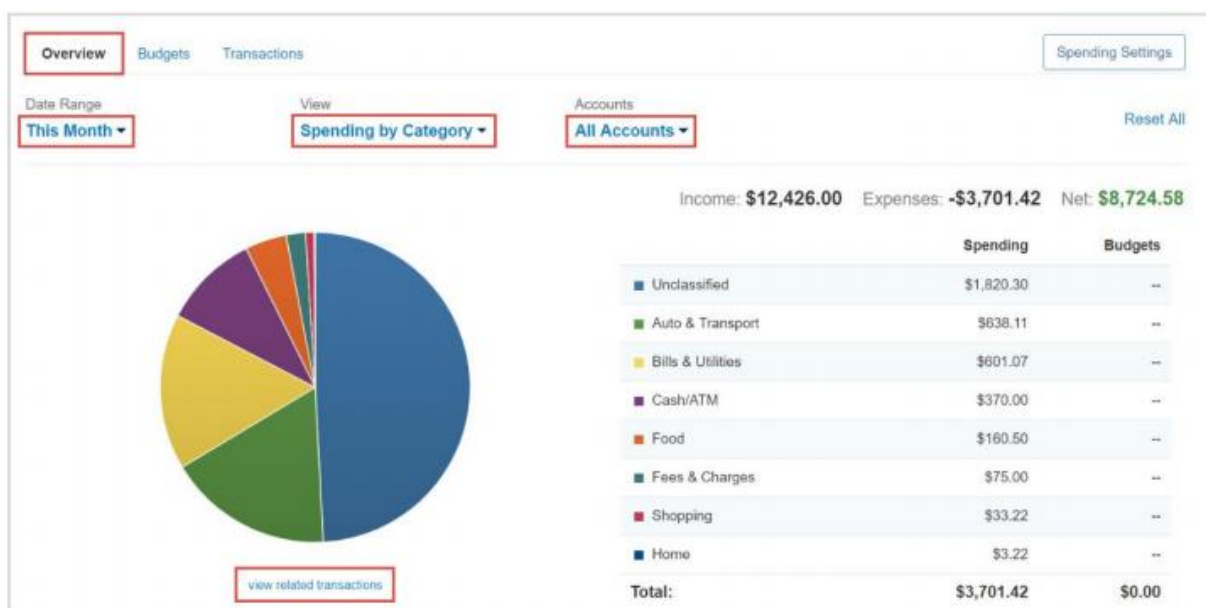 Overview Budgets Transactions Spending Settings
Date Range View Accounts
This Month Spending by Category All Accounts Reset All
Income: $12,426.00 Expenses: -$3,701.42 Net: $8,724.58
Spending Budgets
Unclassified $1,820.30 --
Auto & Transport $638.11 --
Bills & Utilities $601.07 --
Cash/ATM $370.00 --
Food $160.50 --
Fees & Charges $75.00 --
Shopping $33.22 --
Home $3.22 --
view related transactions
Total: $3,701.42 $0.00